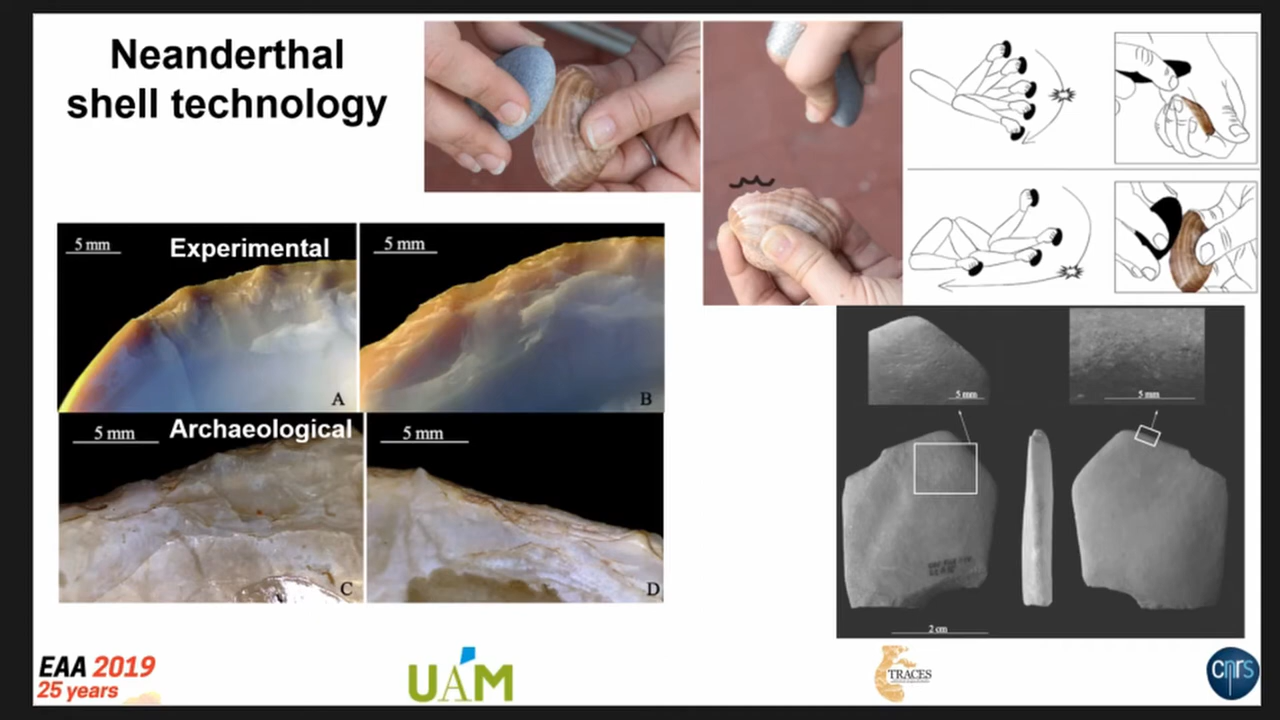 Neanderthal
shell technology
5 mm
Experimental
5 mm
A
B
5 mm
Archaeological
5 mm
C
D
5 mm
5 mm
2 cm
EAA 2019
25 years
UAM
TRACES
cnrs